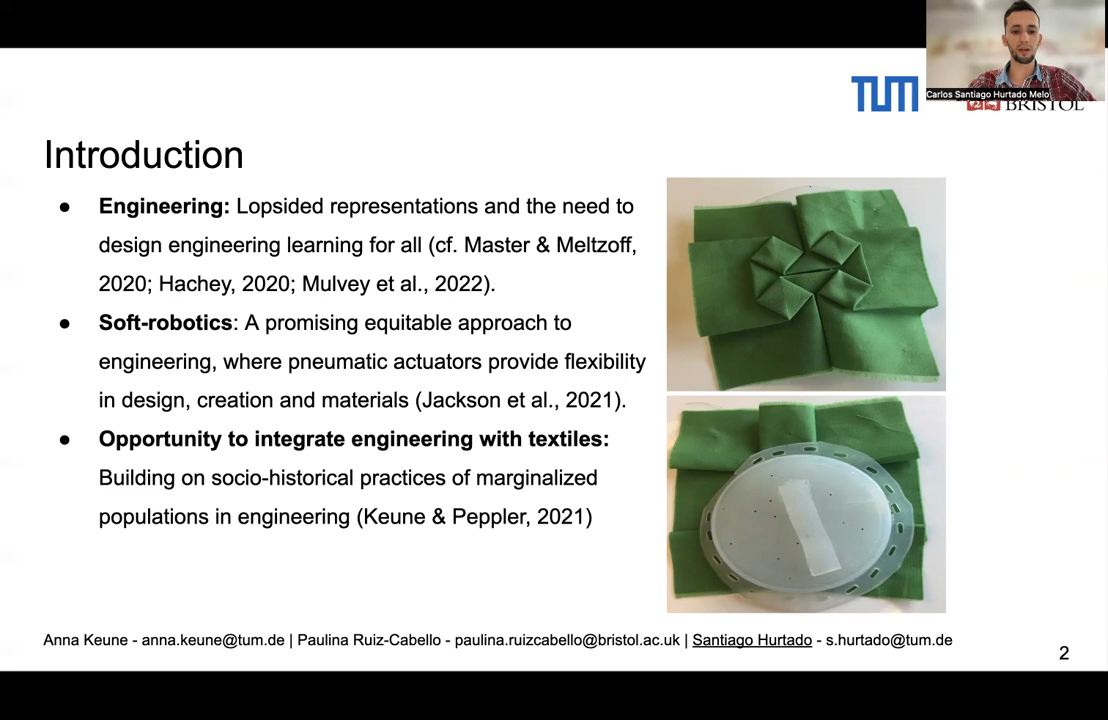 TUM
Carlos Santiago Hurtado Melo
BRISTOL
Introduction
● Engineering: Lopsided representations and the need to
design engineering learning for all (cf. Master & Meltzoff,
2020; Hachey, 2020; Mulvey et al., 2022).
● Soft-robotics: A promising equitable approach to
engineering, where pneumatic actuators provide flexibility
in design, creation and materials (Jackson et al., 2021).
● Opportunity to integrate engineering with textiles:
Building on socio-historical practices of marginalized
populations in engineering (Keune & Peppler, 2021)
Anna Keune - anna.keune@tum.de | Paulina Ruiz-Cabello - paulina.ruizcabello@bristol.ac.uk | Santiago Hurtado - s.hurtado@tum.de
2